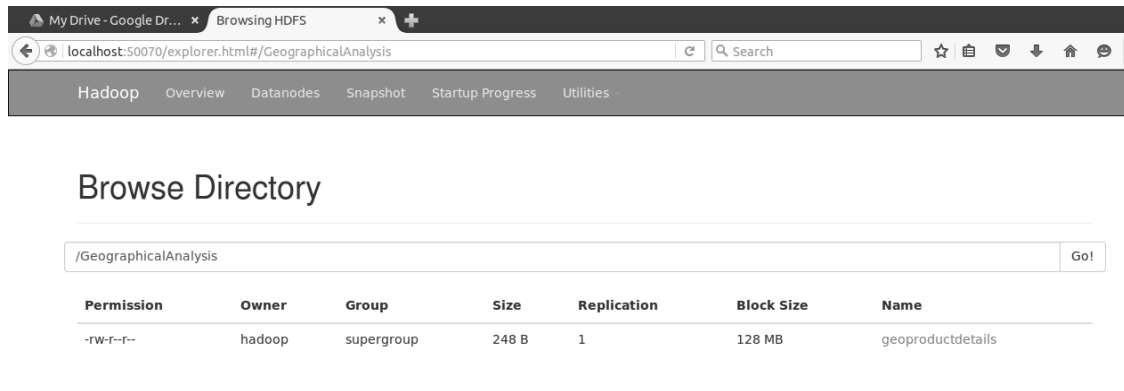 My Drive - Google Dr... × Browsing HDFS ×
localhost:50070/explorer.html#/GeographicalAnalysis Search
Hadoop Overview Datanodes Snapshot Startup Progress Utilities
Browse Directory
/GeographicalAnalysis Go!
Permission Owner Group Size Replication Block Size Name
-rw-r--r-- hadoop supergroup 248 B 1 128 MB geoproductdetails